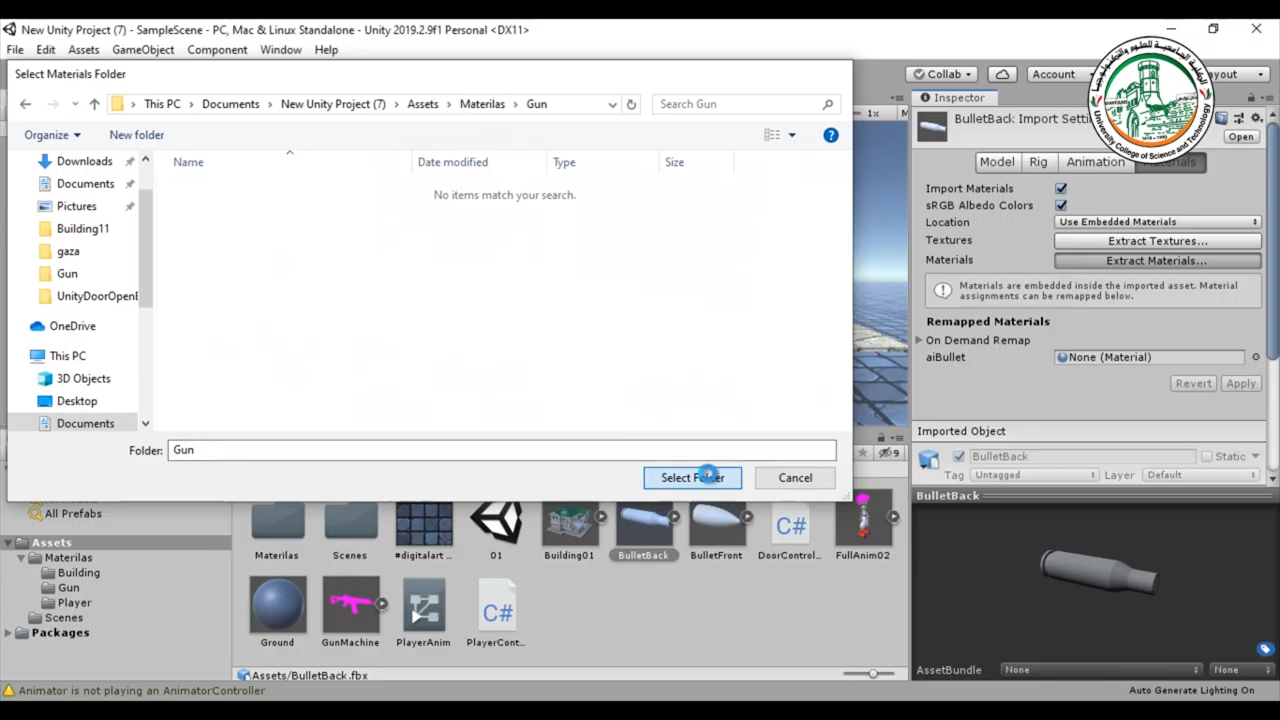 New Unity Project (7) - SampleScene - PC, Mac & Linux Standalone - Unity 2019.2.9f1 Personal <DX11>
File Edit Assets GameObject Component Window Help
Select Materials Folder
Collab Account
This PC > Documents > New Unity Project (7) > Assets > Materilas > Gun
Search Gun
1x
Inspector
Organize New folder
BulletBack Import Setti
Open
Model Rig Animation Materials
Name Date modified Type Size
No items match your search.
Downloads
Documents
Pictures
Building11
gaza
Gun
UnityDoorOpenE
OneDrive
This PC
3D Objects
Desktop
Documents
Folder: Gun
Select Folder Cancel
Import Materials
sRGB Albedo Colors
Location Use Embedded Materials
Textures Extract Textures...
Materials Extract Materials...
Materials are embedded inside the imported asset. Material
assignments can be remapped below.
Remapped Materials
On Demand Remap
aiBullet None (Material)
Revert Apply
Imported Object
BulletBack Static
Tag Untagged Layer Default
BulletBack
9
All Prefabs
Assets
Materilas
Building
Gun
Player
Scenes
Packages
Materilas Scenes #digitalart ... 01 Building01 BulletBack BulletFront DoorControl... FullAnim02
C#
Ground GunMachine PlayerAnim PlayerCont...
C#
Assets/BulletBack.fbx
AssetBundle None None
Animator is not playing an AnimatorController
Auto Generate Lighting On
الكلية الجامعية للعلوم والتكنولوجيا
University College of Science and Technology